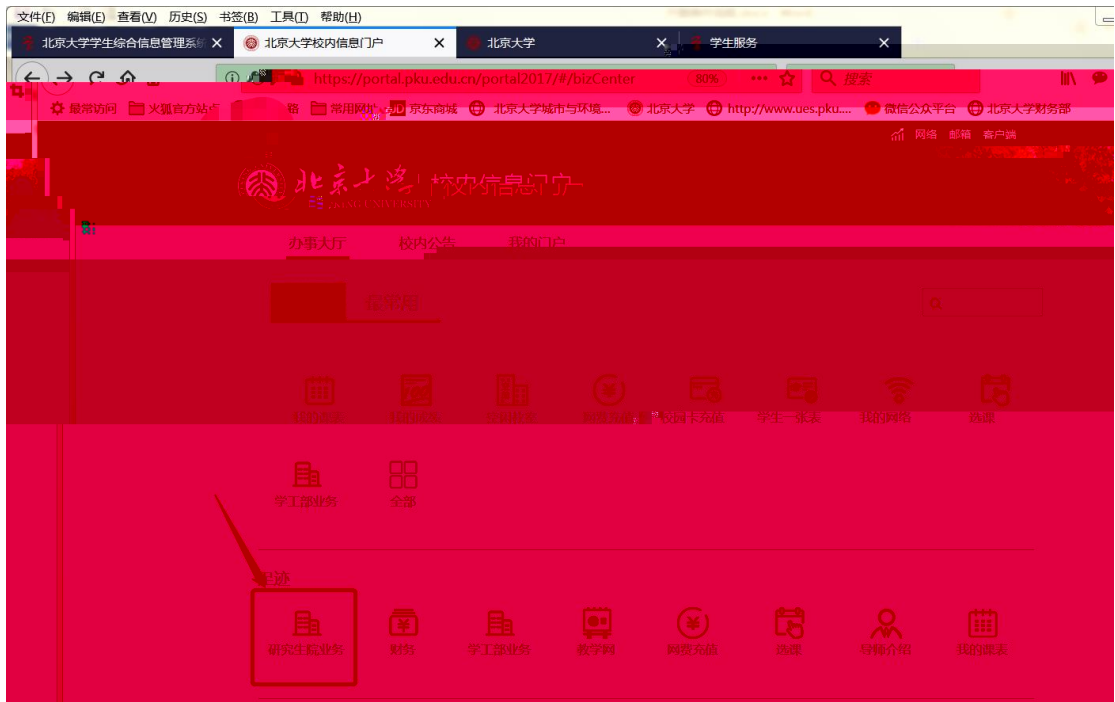 文件(F) 编辑(E) 查看(V) 历史(S) 书签(B) 工具(T) 帮助(H)
北京大学学生综合信息管理系统 北京大学校内信息门户 北京大学 学生服务
https://portal.pku.edu.cn/portal2017/#/bizCenter 80% 搜索
最常访问 火狐官方站点 常用网址 京东商城 北京大学城市与环境... 北京大学 http://www.ues.pku.... 微信公众平台 北京大学财务部
网络 邮箱 客户端
北京大学 校内信息门户
办事大厅 校内公告 我的门户
最常用
我的课表 网费充值 校园卡充值 学生一张表 我的网络 选课
学工部业务 全部
足迹
研究生院业务 财务 学工部业务 教学网 网费充值 选课 导师介绍 我的课表